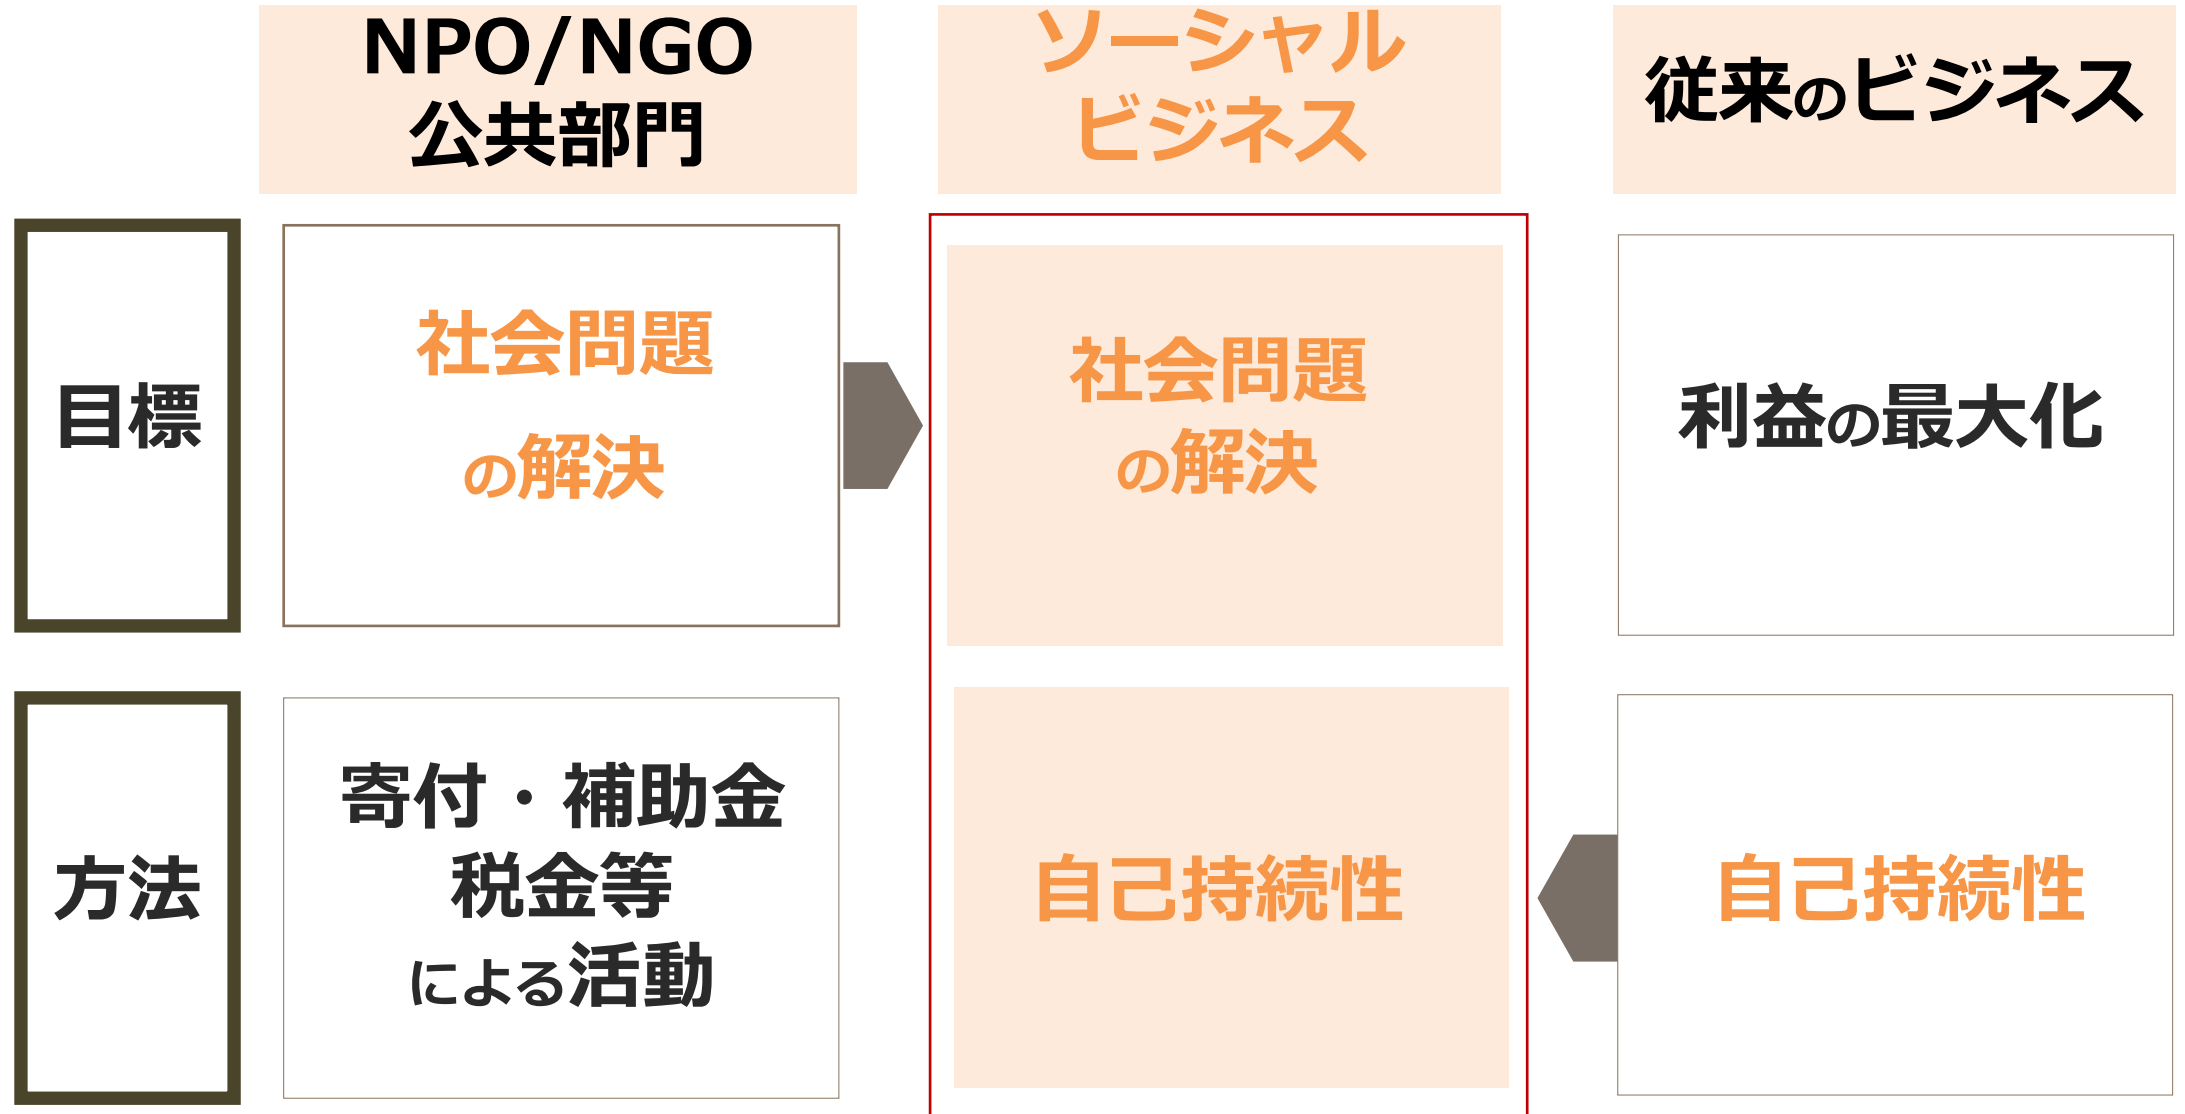 NPO/NGO
公共部門
ソーシャル
ビジネス
従来のビジネス
目標
社会問題
の解決
社会問題
の解決
利益の最大化
方法
寄付・補助金
税金等
による活動
自己持続性
自己持続性